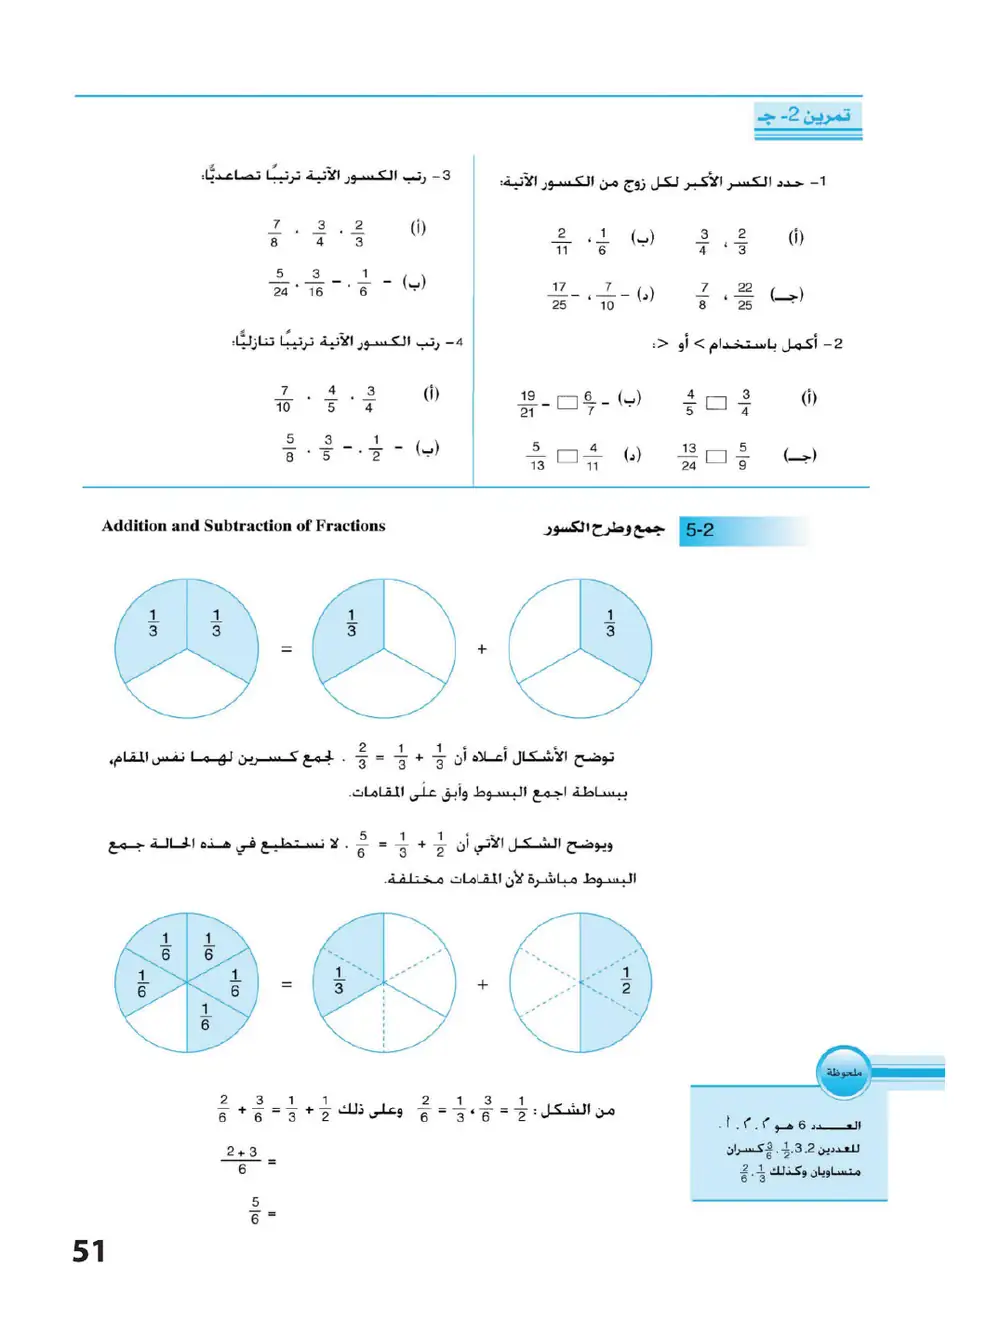 تمرين 2- جـ
1- حدد الكسر الأكبر لكل زوج من الكسور الآتية:
(أ) 2/3 ، 3/4 (ب) 1/6 ، 2/11
(جـ) 22/25 ، 7/8 (د) -7/10 ، -17/25
2- أكمل باستخدام > أو <:
(أ) 3/4 □ 4/5 (ب) -6/7 □ -19/21
(جـ) 5/9 □ 13/24 (د) 4/11 □ 5/13
3- رتب الكسور الآتية ترتيبًا تصاعديًّا:
(أ) 2/3 ، 3/4 ، 7/8
(ب) -1/6 ، -3/16 ، 5/24
4- رتب الكسور الآتية ترتيبًا تنازليًّا:
(أ) 3/4 ، 4/5 ، 7/10
(ب) -1/2 ، -3/5 ، 5/8
5-2 جمع وطرح الكسور Addition and Subtraction of Fractions
1/3 + 1/3 = 1/3 1/3
توضح الأشكال أعلاه أن 1/3 + 1/3 = 2/3 . لجمع كسرين لهما نفس المقام،
ببساطة اجمع البسوط وأبق على المقامات.
ويوضح الشكل الآتي أن 1/2 + 1/3 = 5/6 . لا نستطيع في هذه الحالة جمع
البسوط مباشرة لأن المقامات مختلفة.
1/2 + 1/3 = 1/6 1/6 1/6 1/6 1/6
من الشكل : 1/2 = 3/6 ، 1/3 = 2/6 وعلى ذلك 1/2 + 1/3 = 3/6 + 2/6
= 2 + 3/6
= 5/6
ملحوظة
العدد 6 هو م . م . أ .
للعددين 2، 3. 1/2 ، 3/6 كسران
متساويان وكذلك 1/3 ، 2/6
51